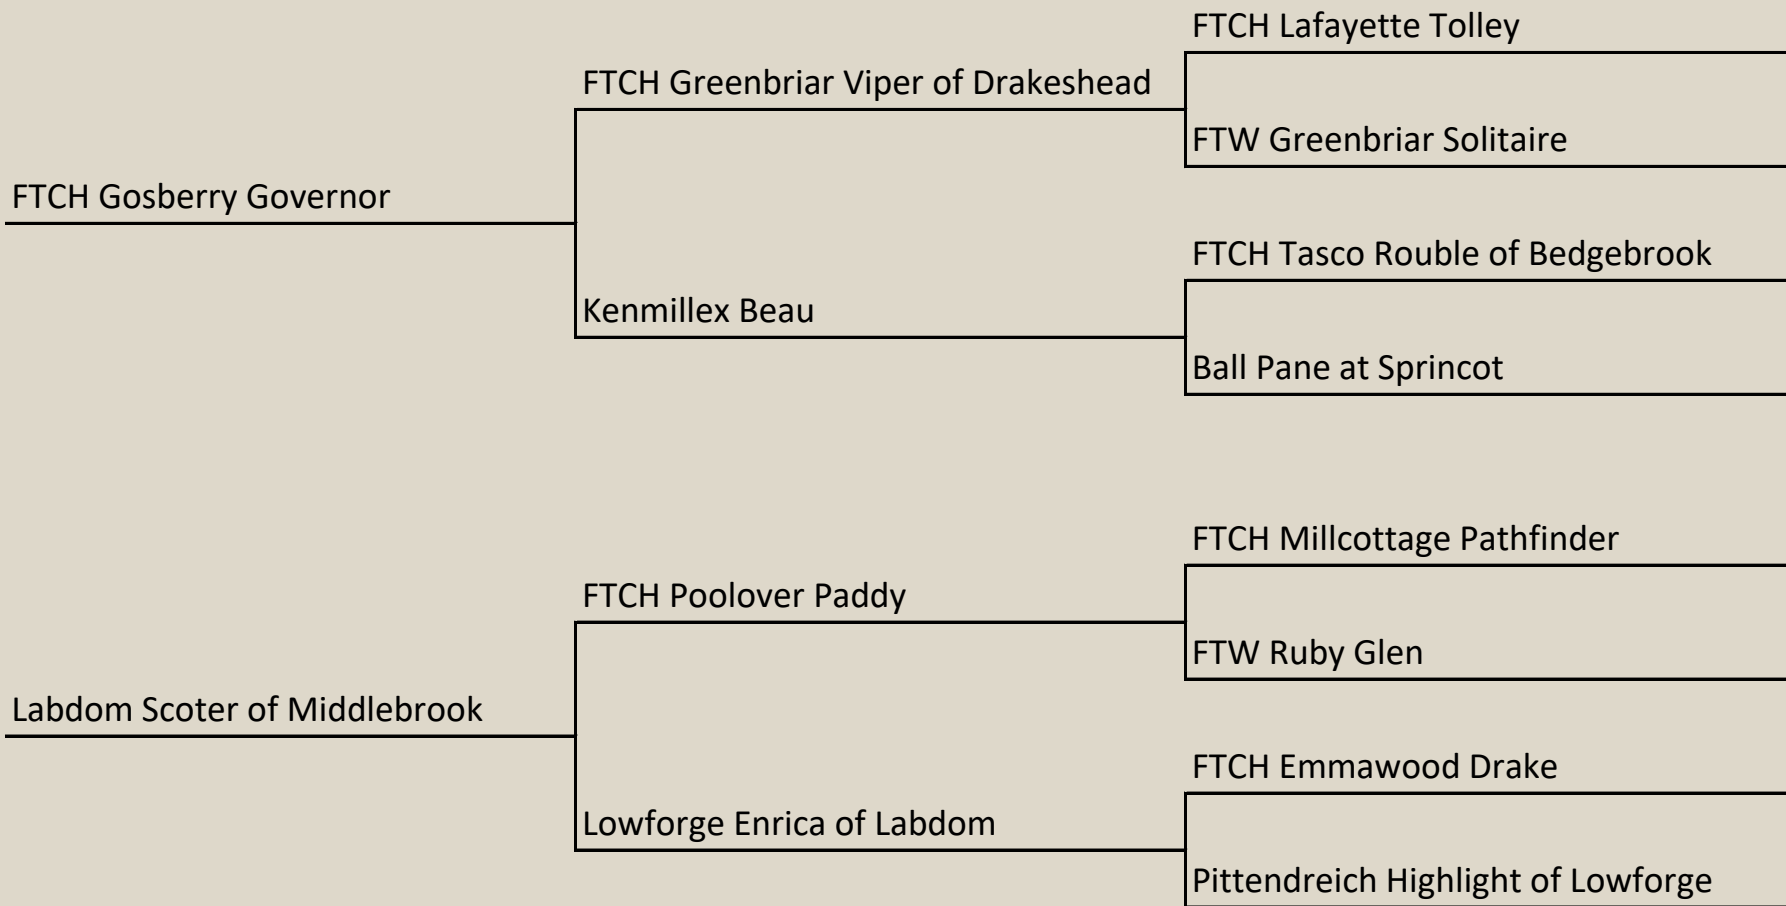 FTCH Lafayette Tolley
FTCH Greenbriar Viper of Drakeshead
FTW Greenbriar Solitaire
FTCH Gosberry Governor
FTCH Tasco Rouble of Bedgebrook
Kenmillex Beau
Ball Pane at Sprincot
FTCH Millcottage Pathfinder
FTCH Poolover Paddy
FTW Ruby Glen
Labdom Scoter of Middlebrook
FTCH Emmawood Drake
Lowforge Enrica of Labdom
Pittendreich Highlight of Lowforge